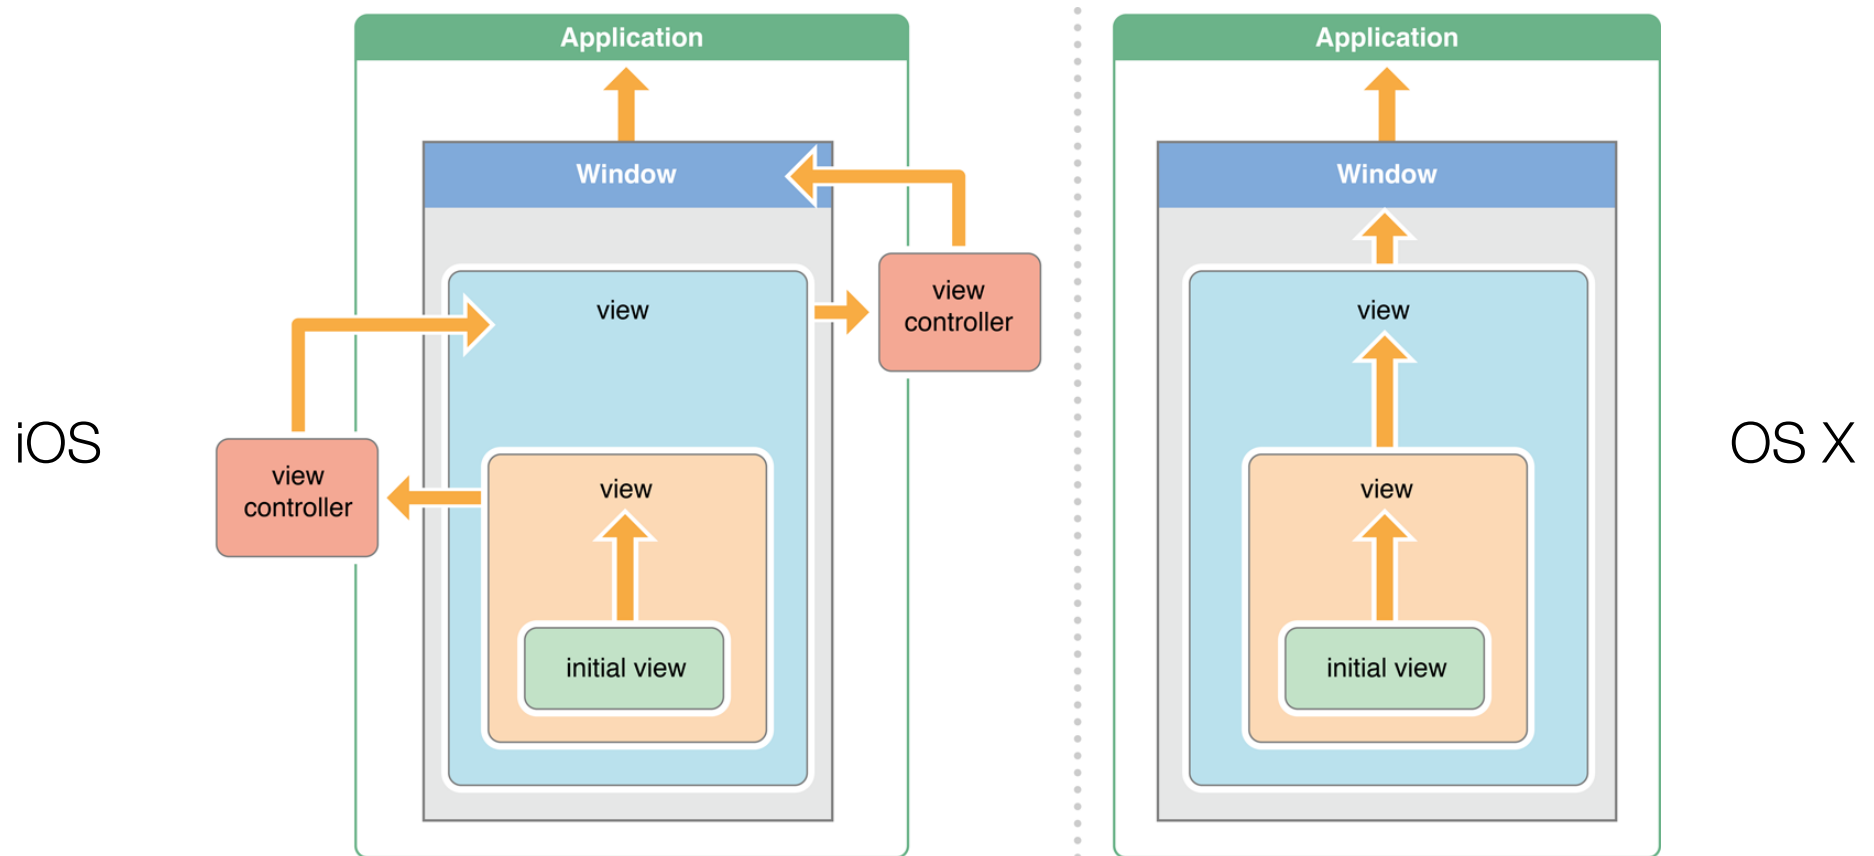 Application
Window
view
view
controller
view
controller
view
initial view
iOS
Application
Window
view
view
initial view
OS X